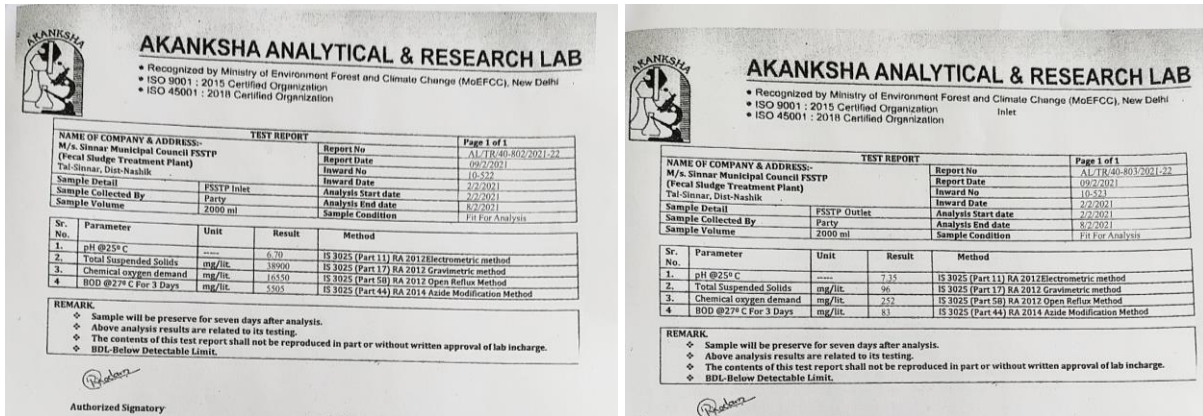 AKANKSHA
AKANKSHA ANALYTICAL & RESEARCH LAB
• Recognized by Ministry of Environment Forest and Climate Change (MoEFCC), New Delhi
• ISO 9001 : 2015 Certified Organization
• ISO 45001 : 2018 Certified Organization
TEST REPORT
NAME OF COMPANY & ADDRESS:-
M/s. Sinnar Municipal Council FSSTP
(Fecal Sludge Treatment Plant)
Tal-Sinnar, Dist-Nashik
Page 1 of 1
Report No AL/TR/40-802/2021-22
Report Date 09/2/2021
Inward No 10-522
Inward Date 2/2/2021
Sample Detail FSSTP Inlet Analysis Start date 2/2/2021
Sample Collected By Party Analysis End date 8/2/2021
Sample Volume 2000 ml Sample Condition Fit For Analysis
Sr. No. Parameter Unit Result Method
1. pH @25º C ----- 6.70 IS 3025 (Part 11) RA 2012Electrometric method
2. Total Suspended Solids mg/lit. 38900 IS 3025 (Part 17) RA 2012 Gravimetric method
3. Chemical oxygen demand mg/lit. 16550 IS 3025 (Part 58) RA 2012 Open Reflux Method
4 BOD @27º C For 3 Days mg/lit. 5505 IS 3025 (Part 44) RA 2014 Azide Modification Method
REMARK.
❖ Sample will be preserve for seven days after analysis.
❖ Above analysis results are related to its testing.
❖ The contents of this test report shall not be reproduced in part or without written approval of lab incharge.
❖ BDL-Below Detectable Limit.
Authorized Signatory
AKANKSHA
AKANKSHA ANALYTICAL & RESEARCH LAB
• Recognized by Ministry of Environment Forest and Climate Change (MoEFCC), New Delhi
• ISO 9001 : 2015 Certified Organization
Inlet
• ISO 45001 : 2018 Certified Organization
TEST REPORT
NAME OF COMPANY & ADDRESS:-
M/s. Sinnar Municipal Council FSSTP
(Fecal Sludge Treatment Plant)
Tal-Sinnar, Dist-Nashik
Page 1 of 1
Report No AL/TR/40-803/2021-22
Report Date 09/2/2021
Inward No 10-523
Inward Date 2/2/2021
Sample Detail FSSTP Outlet Analysis Start date 2/2/2021
Sample Collected By Party Analysis End date 8/2/2021
Sample Volume 2000 ml Sample Condition Fit For Analysis
Sr. No. Parameter Unit Result Method
1. pH @25º C ----- 7.35 IS 3025 (Part 11) RA 2012Electrometric method
2. Total Suspended Solids mg/lit. 96 IS 3025 (Part 17) RA 2012 Gravimetric method
3. Chemical oxygen demand mg/lit. 252 IS 3025 (Part 58) RA 2012 Open Reflux Method
4 BOD @27º C For 3 Days mg/lit. 83 IS 3025 (Part 44) RA 2014 Azide Modification Method
REMARK.
❖ Sample will be preserve for seven days after analysis.
❖ Above analysis results are related to its testing.
❖ The contents of this test report shall not be reproduced in part or without written approval of lab incharge.
❖ BDL-Below Detectable Limit.